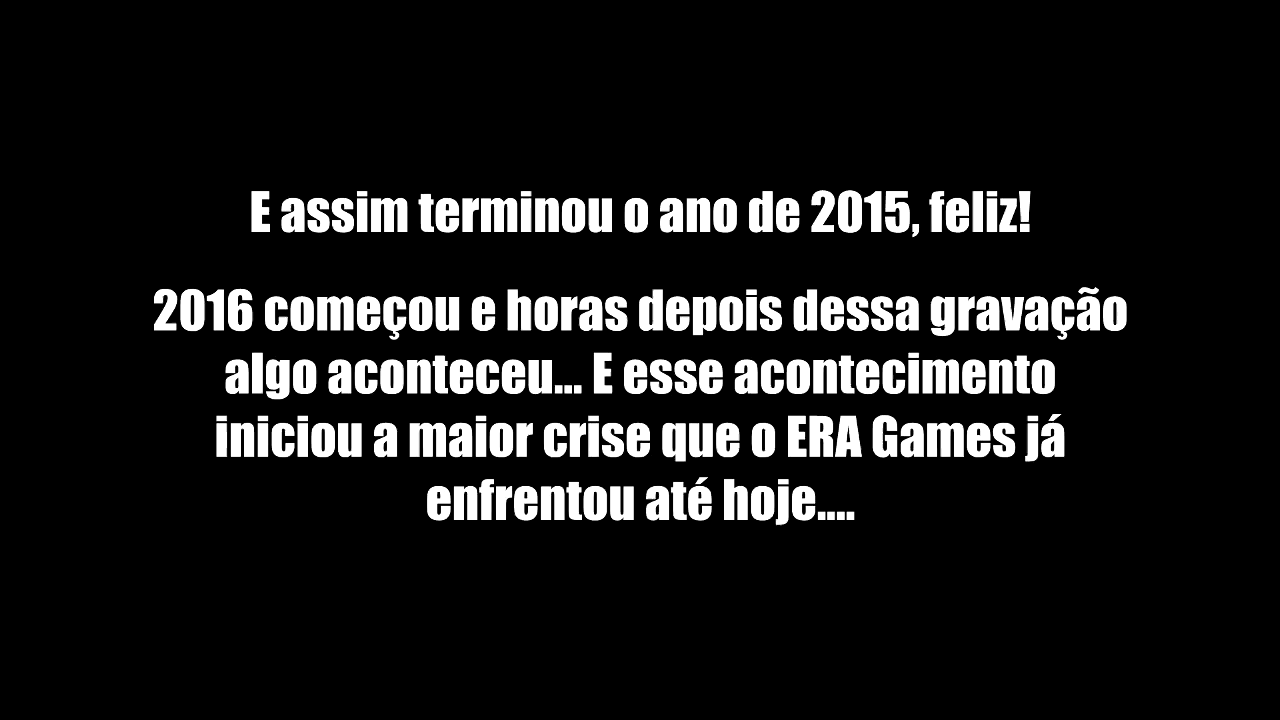 E assim terminou o ano de 2015, feliz!
2016 começou e horas depois dessa gravação
algo aconteceu... E esse acontecimento
iniciou a maior crise que o ERA Games já
enfrentou até hoje....